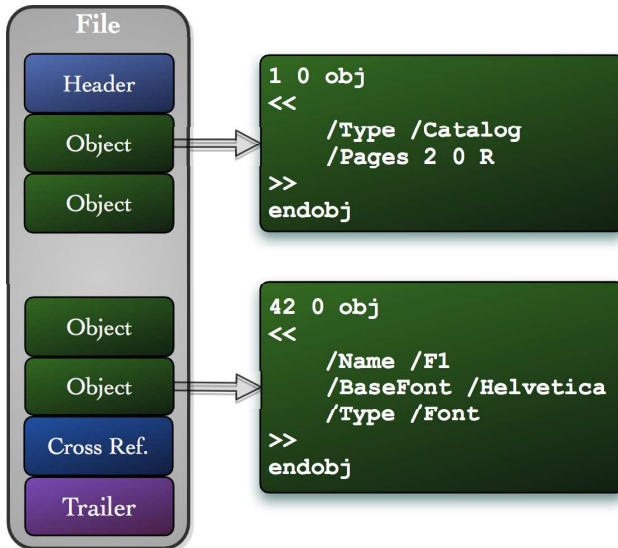 File
Header
Object
Object
Object
Object
Cross Ref.
Trailer
1 0 obj
<<
/Type /Catalog
/Pages 2 0 R
>>
endobj
42 0 obj
<<
/Name /F1
/BaseFont /Helvetica
/Type /Font
>>
endobj